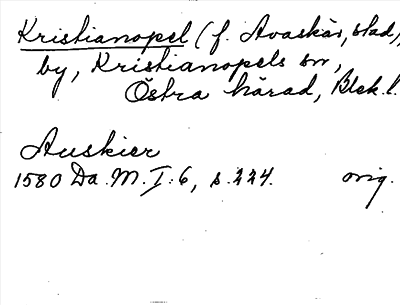 Kristianopel (f. Avaskär, stad),
by, Kristianopels sn,
Östra härad, Blek. l.
Auskier
1580 Da. M. I: 6, s. 224. orig.